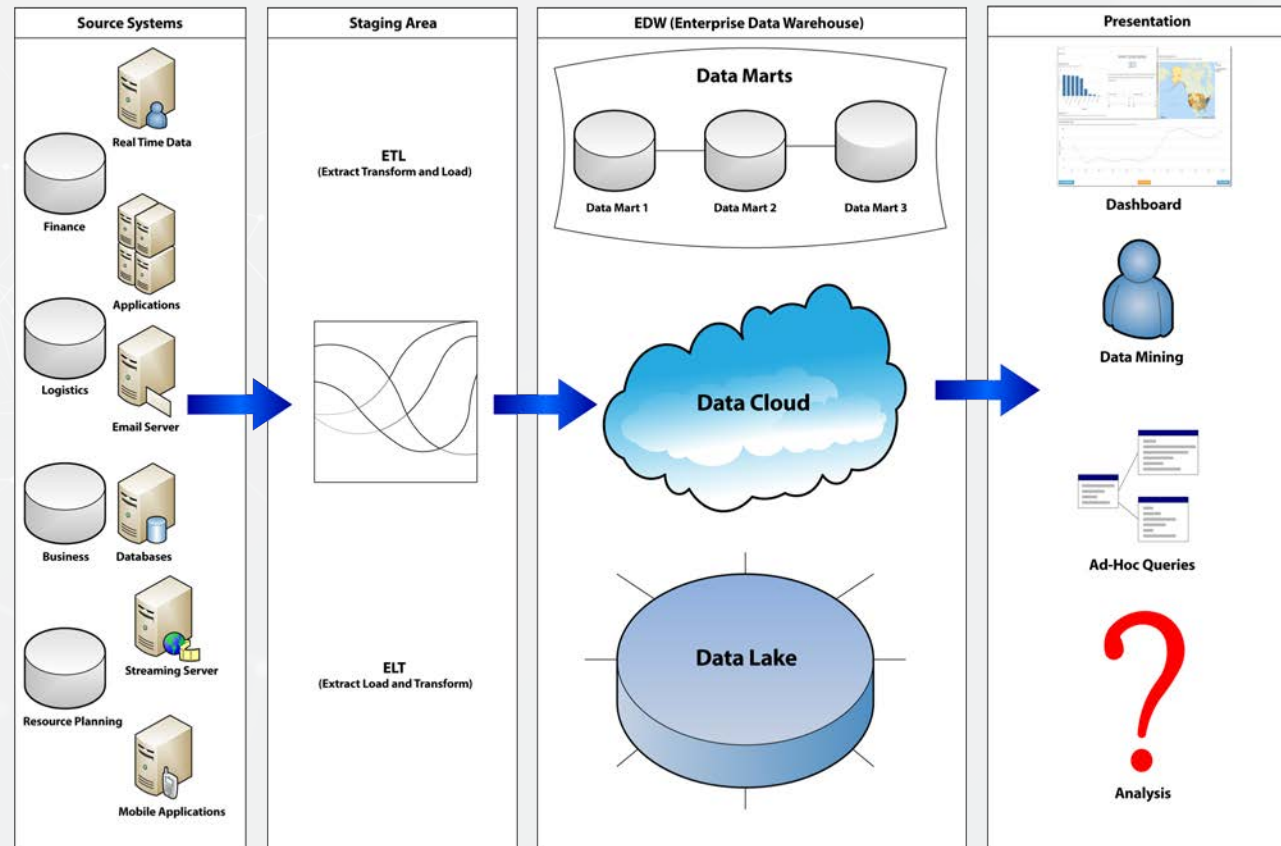 Source Systems
Real Time Data
Finance
Applications
Logistics
Email Server
Business
Databases
Streaming Server
Resource Planning
Mobile Applications
Staging Area
ETL
(Extract Transform and Load)
ELT
(Extract Load and Transform)
EDW (Enterprise Data Warehouse)
Data Marts
Data Mart 1
Data Mart 2
Data Mart 3
Data Cloud
Data Lake
Presentation
Dashboard
Data Mining
Ad-Hoc Queries
?
Analysis